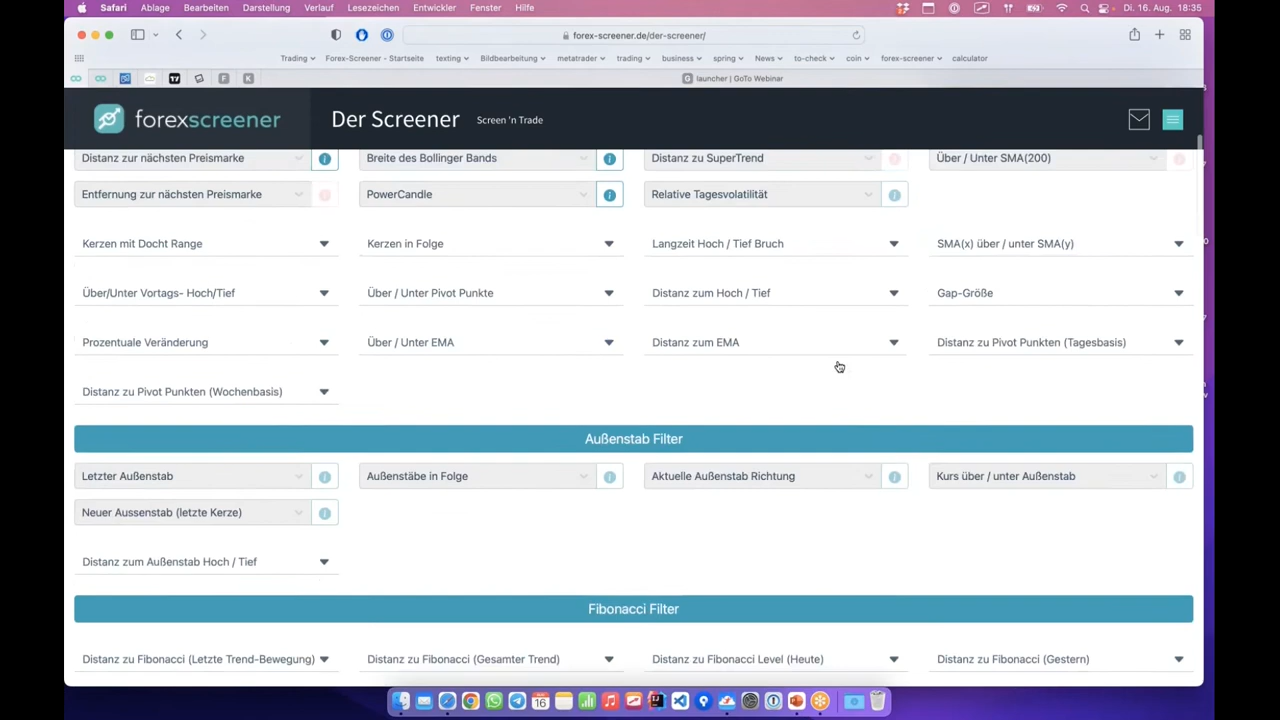 Safari Ablage Bearbeiten Darstellung Verlauf Lesezeichen Entwickler Fenster Hilfe Di. 16. Aug. 18:35
forex-screener.de/der-screener/
Trading Forex-Screener - Startseite texting Bildbearbeitung metatrader trading business spring News to-check coin forex-screener calculator
launcher | GoTo Webinar
forexscreener Der Screener Screen 'n Trade
Distanz zur nächsten Preismarke Breite des Bollinger Bands Distanz zu SuperTrend Über / Unter SMA(200)
Entfernung zur nächsten Preismarke PowerCandle Relative Tagesvolatilität
Kerzen mit Docht Range Kerzen in Folge Langzeit Hoch / Tief Bruch SMA(x) über / unter SMA(y)
Über/Unter Vortags- Hoch/Tief Über / Unter Pivot Punkte Distanz zum Hoch / Tief Gap-Größe
Prozentuale Veränderung Über / Unter EMA Distanz zum EMA Distanz zu Pivot Punkten (Tagesbasis)
Distanz zu Pivot Punkten (Wochenbasis)
Außenstab Filter
Letzter Außenstab Außenstäbe in Folge Aktuelle Außenstab Richtung Kurs über / unter Außenstab
Neuer Aussenstab (letzte Kerze)
Distanz zum Außenstab Hoch / Tief
Fibonacci Filter
Distanz zu Fibonacci (Letzte Trend-Bewegung) Distanz zu Fibonacci (Gesamter Trend) Distanz zu Fibonacci Level (Heute) Distanz zu Fibonacci (Gestern)